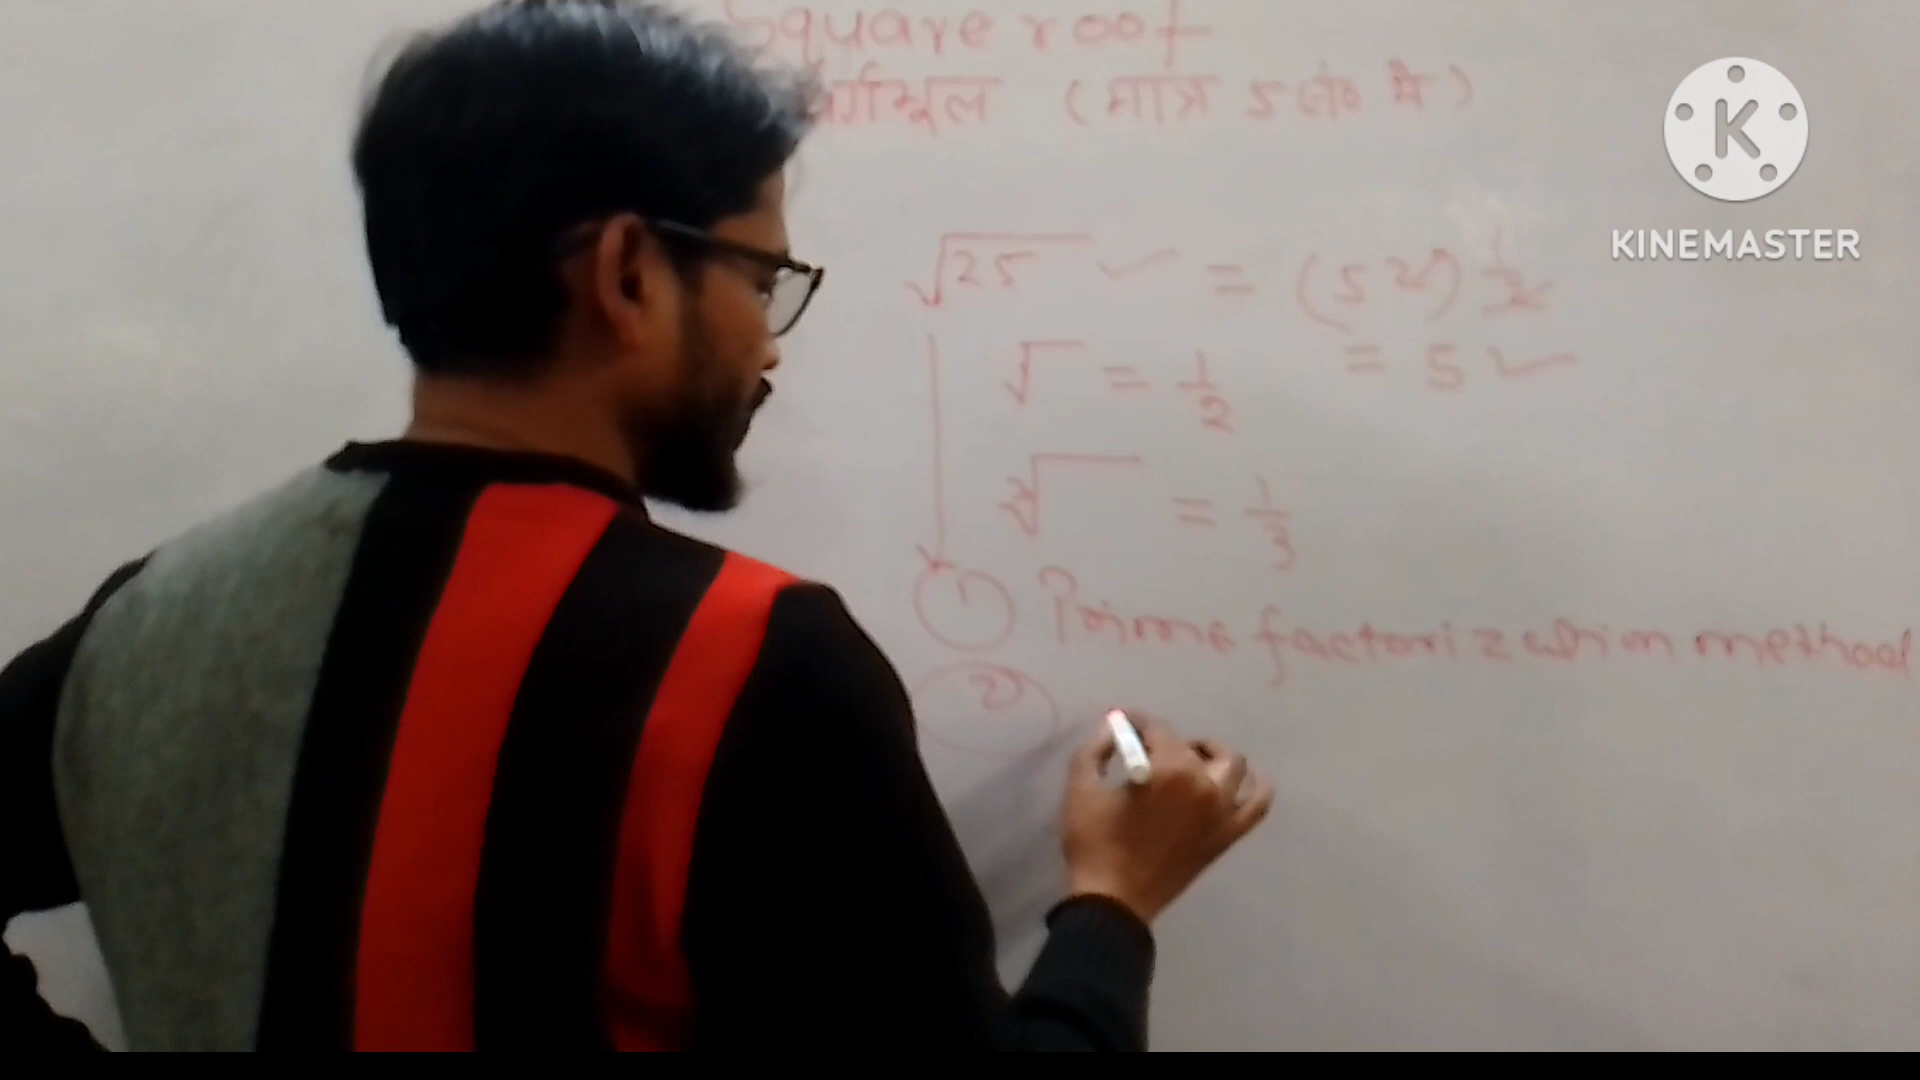 Square root
वर्गामूल (मात्र 5 सें० में)
√25 ✓ = (5²)^1/2
√ = 1/2 = 5 ✓
∛ = 1/3
① Prime factorization method
②
K
KINEMASTER